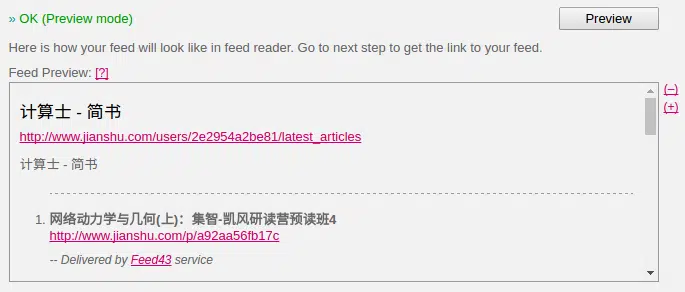 » OK (Preview mode)
Preview
Here is how your feed will look like in feed reader. Go to next step to get the link to your feed.
Feed Preview: [?]
(–)
(+)
计算士 - 简书
http://www.jianshu.com/users/2e2954a2be81/latest_articles
计算士 - 简书
1. 网络动力学与几何(上)：集智-凯风研读营预读班4
http://www.jianshu.com/p/a92aa56fb17c
-- Delivered by Feed43 service